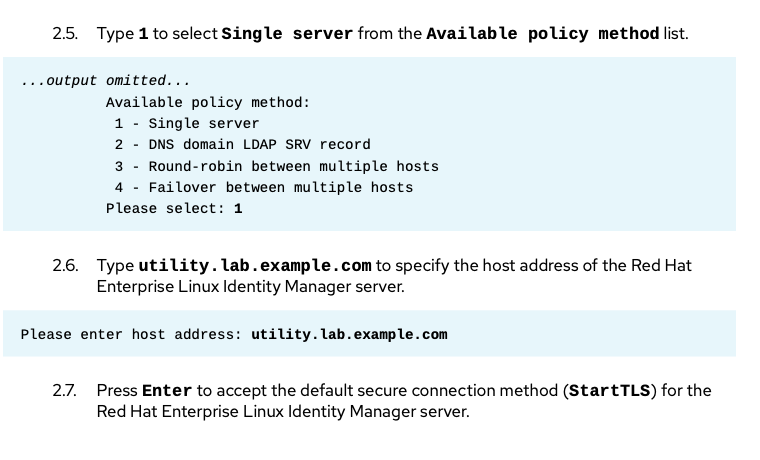 2.5. Type 1 to select Single server from the Available policy method list.
...output omitted...
Available policy method:
1 - Single server
2 - DNS domain LDAP SRV record
3 - Round-robin between multiple hosts
4 - Failover between multiple hosts
Please select: 1
2.6. Type utility.lab.example.com to specify the host address of the Red Hat
Enterprise Linux Identity Manager server.
Please enter host address: utility.lab.example.com
2.7. Press Enter to accept the default secure connection method (StartTLS) for the
Red Hat Enterprise Linux Identity Manager server.